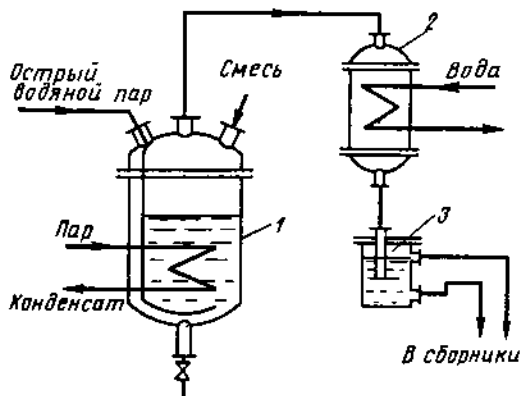 Острый
водяной пар
Смесь
2
Вода
Пар
1
3
Конденсат
В сборники